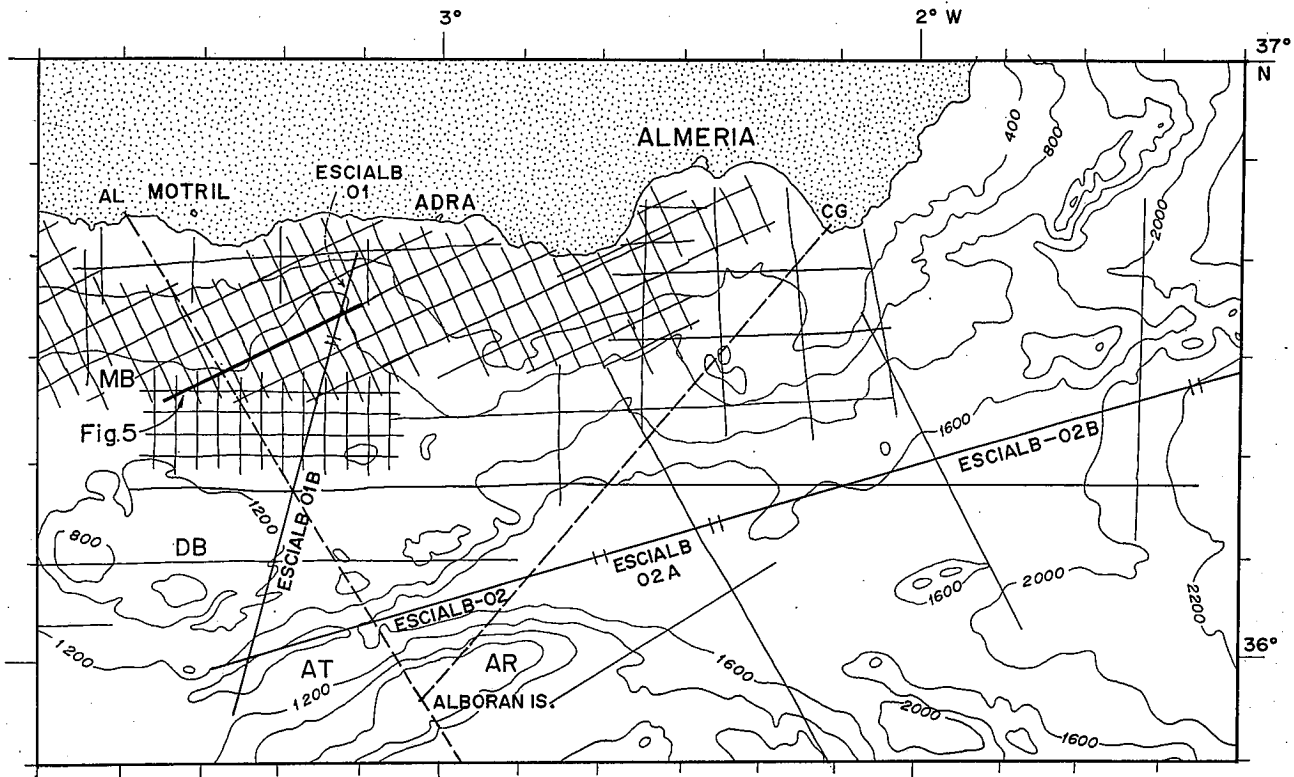 3°
2° W
37°
N
ALMERIA
400
800
ESCIALB
01
AL
MOTRIL
ADRA
CG
2000
MB
Fig.5
1600
ESCIALB-02B
1200
ESCIALB 01B
800
DB
ESCIALB
02A
ESCIALB-02
1600
2000
2200
1200
AT
AR
36°
1600
1200
ALBORAN IS.
2000
1600